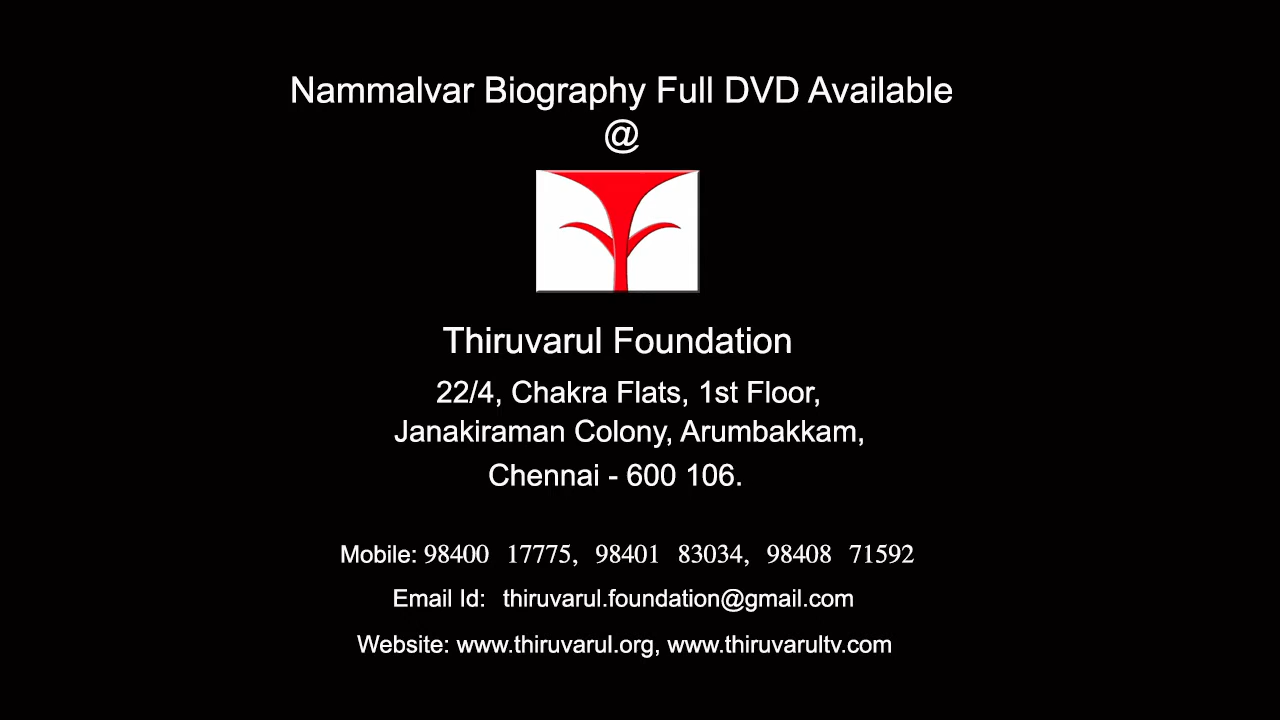 Nammalvar Biography Full DVD Available
@
Thiruvarul Foundation
22/4, Chakra Flats, 1st Floor,
Janakiraman Colony, Arumbakkam,
Chennai - 600 106.
Mobile: 98400 17775, 98401 83034, 98408 71592
Email Id: thiruvarul.foundation@gmail.com
Website: www.thiruvarul.org, www.thiruvarultv.com